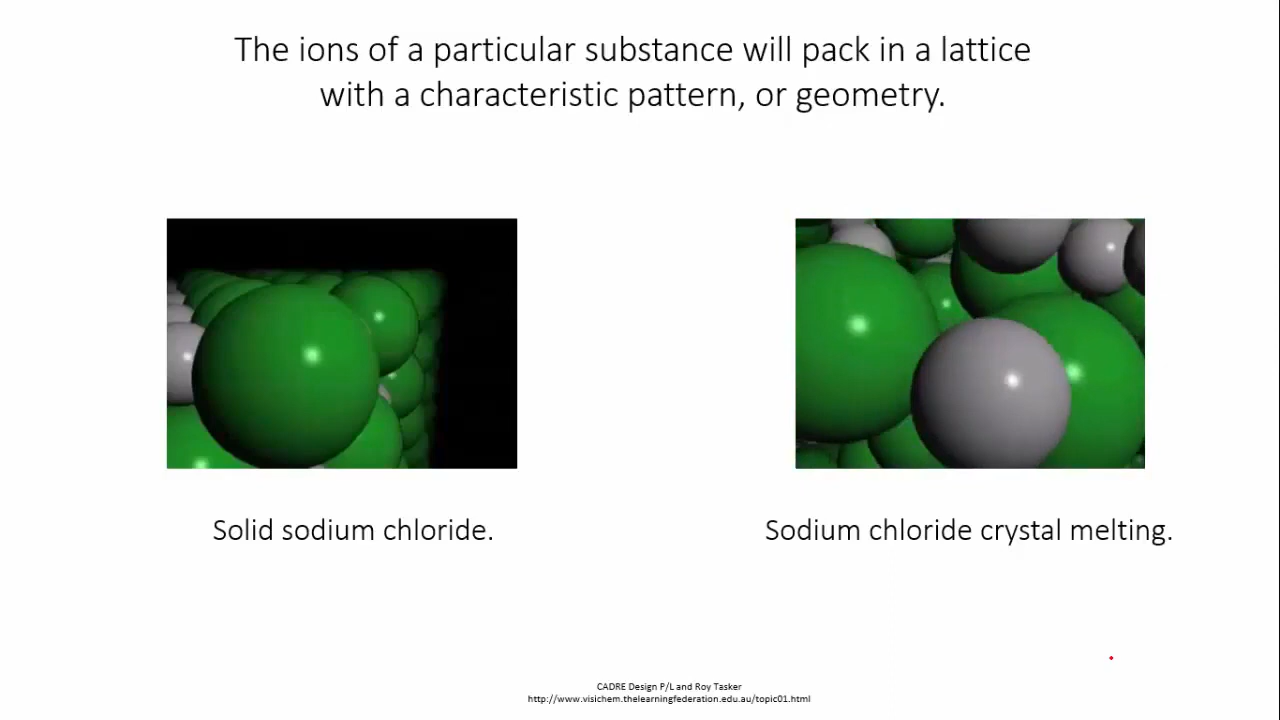 The ions of a particular substance will pack in a lattice
with a characteristic pattern, or geometry.
Solid sodium chloride.
Sodium chloride crystal melting.
CADRE Design P/L and Roy Tasker
http://www.visichem.thelearningfederation.edu.au/topic01.html